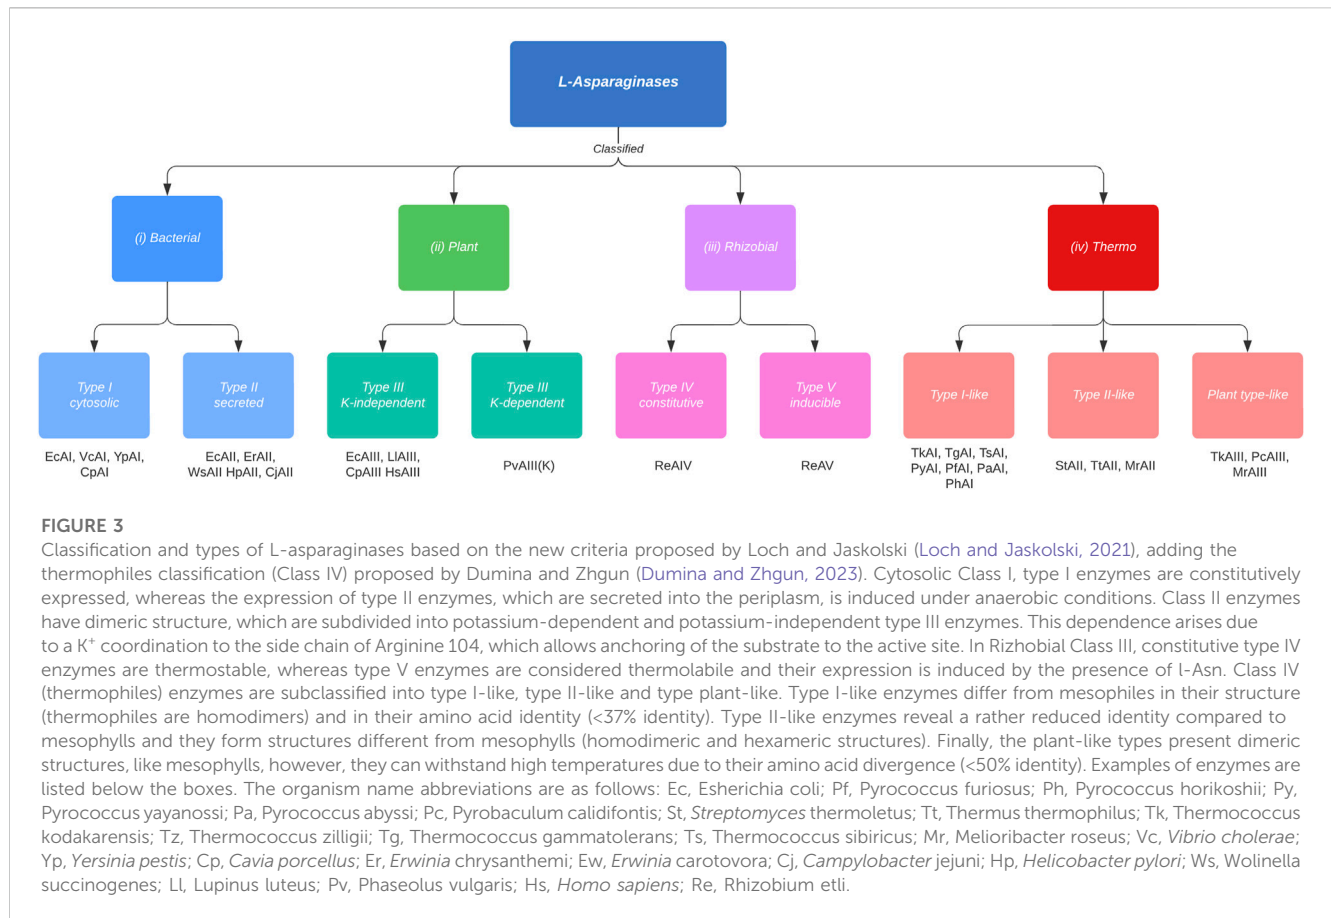 L-Asparaginases
Classified
(i) Bacterial
(ii) Plant
(iii) Rhizobial
(iv) Thermo
Type I
cytosolic
Type II
secreted
Type III
K-independent
Type III
K-dependent
Type IV
constitutive
Type V
inducible
Type I-like
Type II-like
Plant type-like
EcAI, VcAI, YpAI,
CpAI
EcAII, ErAII,
WsAII HpAII, CjAII
EcAIII, LlAIII,
CpAIII HsAIII
PvAIII(K)
ReAIV
ReAV
TkAI, TgAI, TsAI,
PyAI, PfAI, PaAI,
PhAI
StAII, TtAII, MrAII
TkAIII, PcAIII,
MrAIII
FIGURE 3
Classification and types of L-asparaginases based on the new criteria proposed by Loch and Jaskolski (Loch and Jaskolski, 2021), adding the
thermophiles classification (Class IV) proposed by Dumina and Zhgun (Dumina and Zhgun, 2023). Cytosolic Class I, type I enzymes are constitutively
expressed, whereas the expression of type II enzymes, which are secreted into the periplasm, is induced under anaerobic conditions. Class II enzymes
have dimeric structure, which are subdivided into potassium-dependent and potassium-independent type III enzymes. This dependence arises due
to a K⁺ coordination to the side chain of Arginine 104, which allows anchoring of the substrate to the active site. In Rizhobial Class III, constitutive type IV
enzymes are thermostable, whereas type V enzymes are considered thermolabile and their expression is induced by the presence of l-Asn. Class IV
(thermophiles) enzymes are subclassified into type I-like, type II-like and type plant-like. Type I-like enzymes differ from mesophiles in their structure
(thermophiles are homodimers) and in their amino acid identity (<37% identity). Type II-like enzymes reveal a rather reduced identity compared to
mesophylls and they form structures different from mesophylls (homodimeric and hexameric structures). Finally, the plant-like types present dimeric
structures, like mesophylls, however, they can withstand high temperatures due to their amino acid divergence (<50% identity). Examples of enzymes are
listed below the boxes. The organism name abbreviations are as follows: Ec, Esherichia coli; Pf, Pyrococcus furiosus; Ph, Pyrococcus horikoshii; Py,
Pyrococcus yayanossi; Pa, Pyrococcus abyssi; Pc, Pyrobaculum calidifontis; St, Streptomyces thermoletus; Tt, Thermus thermophilus; Tk, Thermococcus
kodakarensis; Tz, Thermococcus zilligii; Tg, Thermococcus gammatolerans; Ts, Thermococcus sibiricus; Mr, Melioribacter roseus; Vc, Vibrio cholerae;
Yp, Yersinia pestis; Cp, Cavia porcellus; Er, Erwinia chrysanthemi; Ew, Erwinia carotovora; Cj, Campylobacter jejuni; Hp, Helicobacter pylori; Ws, Wolinella
succinogenes; Ll, Lupinus luteus; Pv, Phaseolus vulgaris; Hs, Homo sapiens; Re, Rhizobium etli.